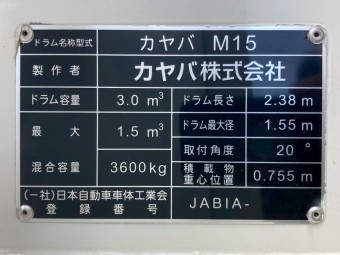 ドラム名称型式 カヤバ M15
製作者 カヤバ株式会社
ドラム容量 3.0 m³ ドラム長さ 2.38 m
最大 1.5 m³ ドラム最大径 1.55 m
混合容量 3600kg 取付角度 20 °
積載物
重心位置 0.755 m
(一社)日本自動車車体工業会
登録番号 JABIA-